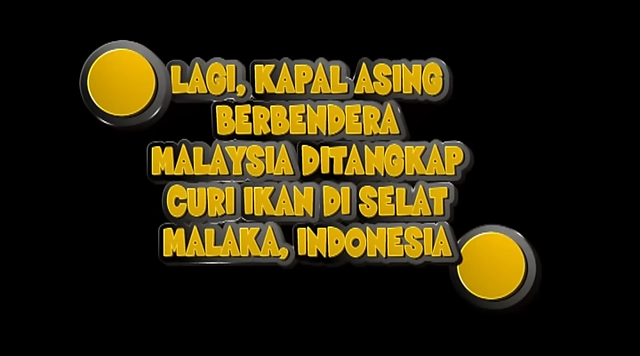 LAGI, KAPAL ASING
BERBENDERA
MALAYSIA DITANGKAP
CURI IKAN DI SELAT
MALAKA, INDONESIA